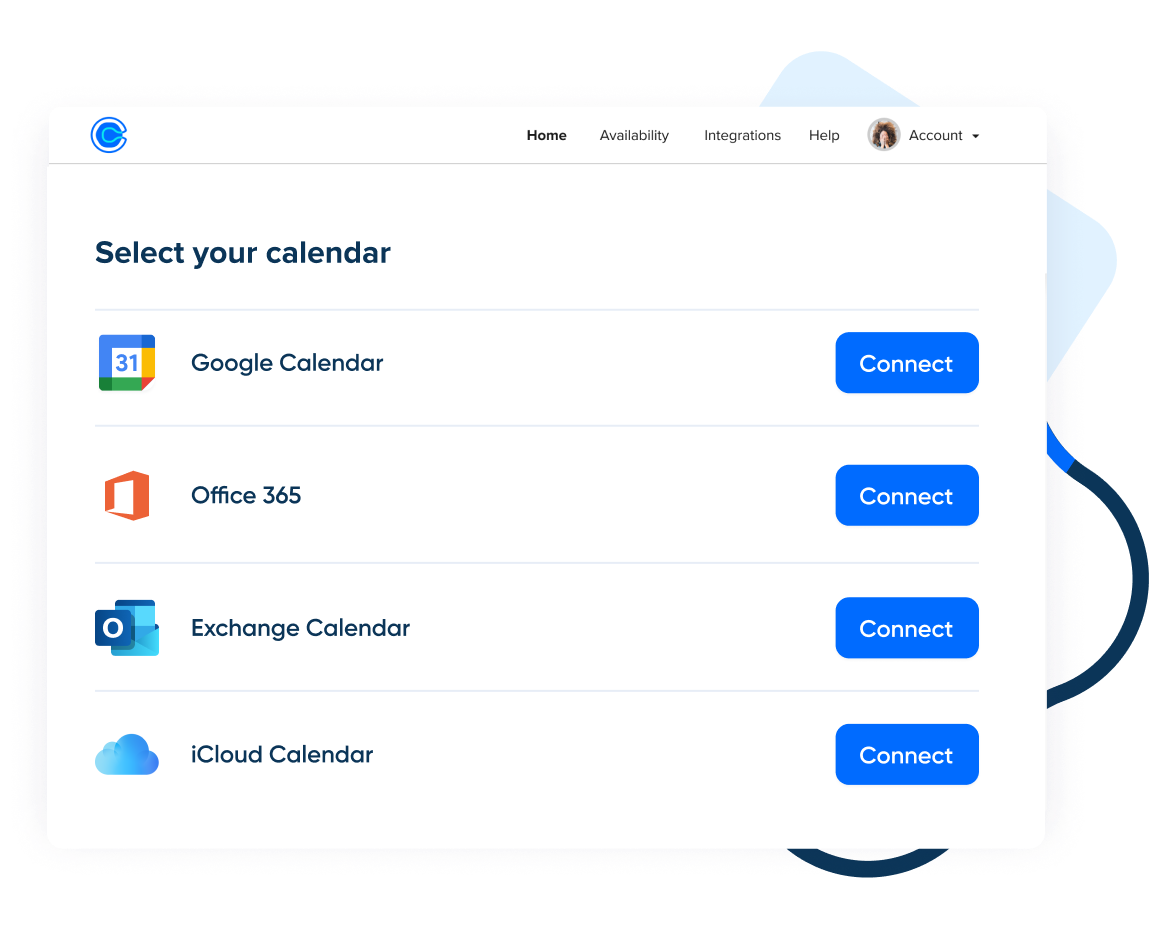 Home Availability Integrations Help Account
Select your calendar
31 Google Calendar Connect
Office 365 Connect
O Exchange Calendar Connect
iCloud Calendar Connect